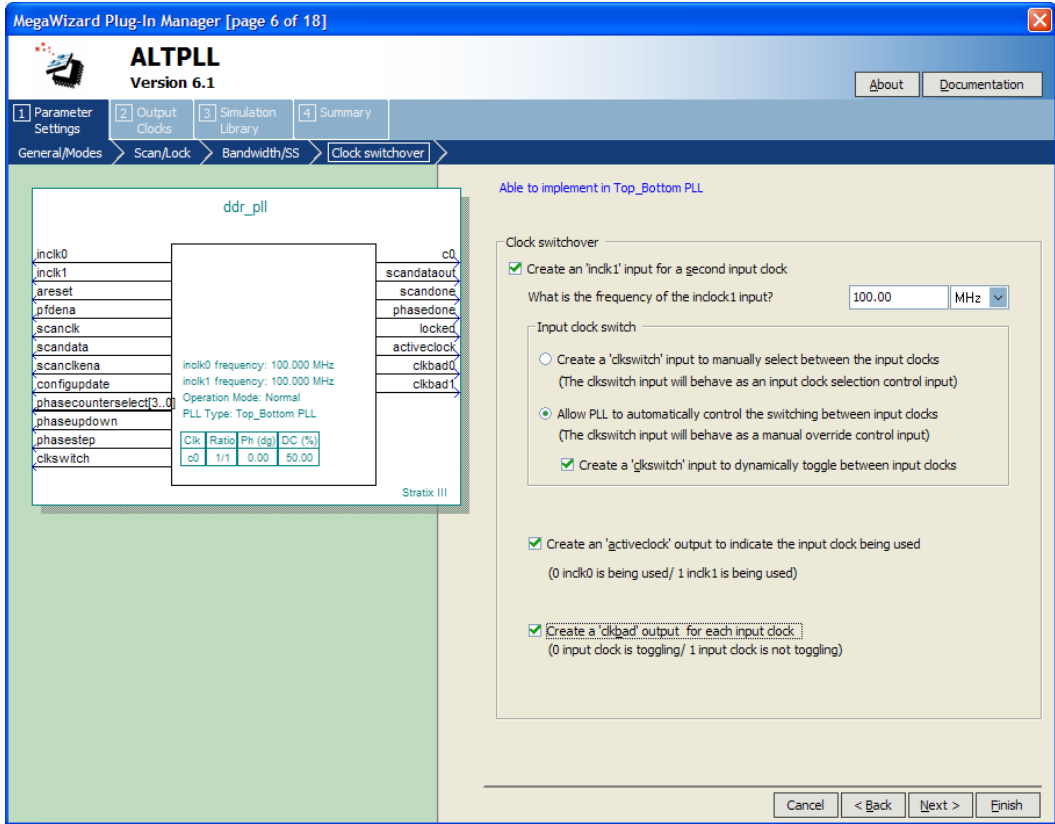 MegaWizard Plug-In Manager [page 6 of 18]
ALTPLL
Version 6.1
About
Documentation
1 Parameter Settings
2 Output Clocks
3 Simulation Library
4 Summary
General/Modes
Scan/Lock
Bandwidth/SS
Clock switchover
ddr_pll
inclk0
inclk1
areset
pfdena
scanclk
scandata
scanclkena
configupdate
phasecounterselect[3..0]
phaseupdown
phasestep
clkswitch
inclk0 frequency: 100.000 MHz
inclk1 frequency: 100.000 MHz
Operation Mode: Normal
PLL Type: Top_Bottom PLL
Clk Ratio Ph (dg) DC (%)
c0 1/1 0.00 50.00
c0
scandataout
scandone
phasedone
locked
activeclock
clkbad0
clkbad1
Stratix III
Able to implement in Top_Bottom PLL
Clock switchover
Create an 'inclk1' input for a second input clock
What is the frequency of the inclock1 input?
100.00
MHz
Input clock switch
Create a 'clkswitch' input to manually select between the input clocks
(The clkswitch input will behave as an input clock selection control input)
Allow PLL to automatically control the switching between input clocks
(The clkswitch input will behave as a manual override control input)
Create a 'clkswitch' input to dynamically toggle between input clocks
Create an 'activeclock' output to indicate the input clock being used
(0 inclk0 is being used/ 1 inclk1 is being used)
Create a 'clkbad' output for each input clock
(0 input clock is toggling/ 1 input clock is not toggling)
Cancel
< Back
Next >
Finish